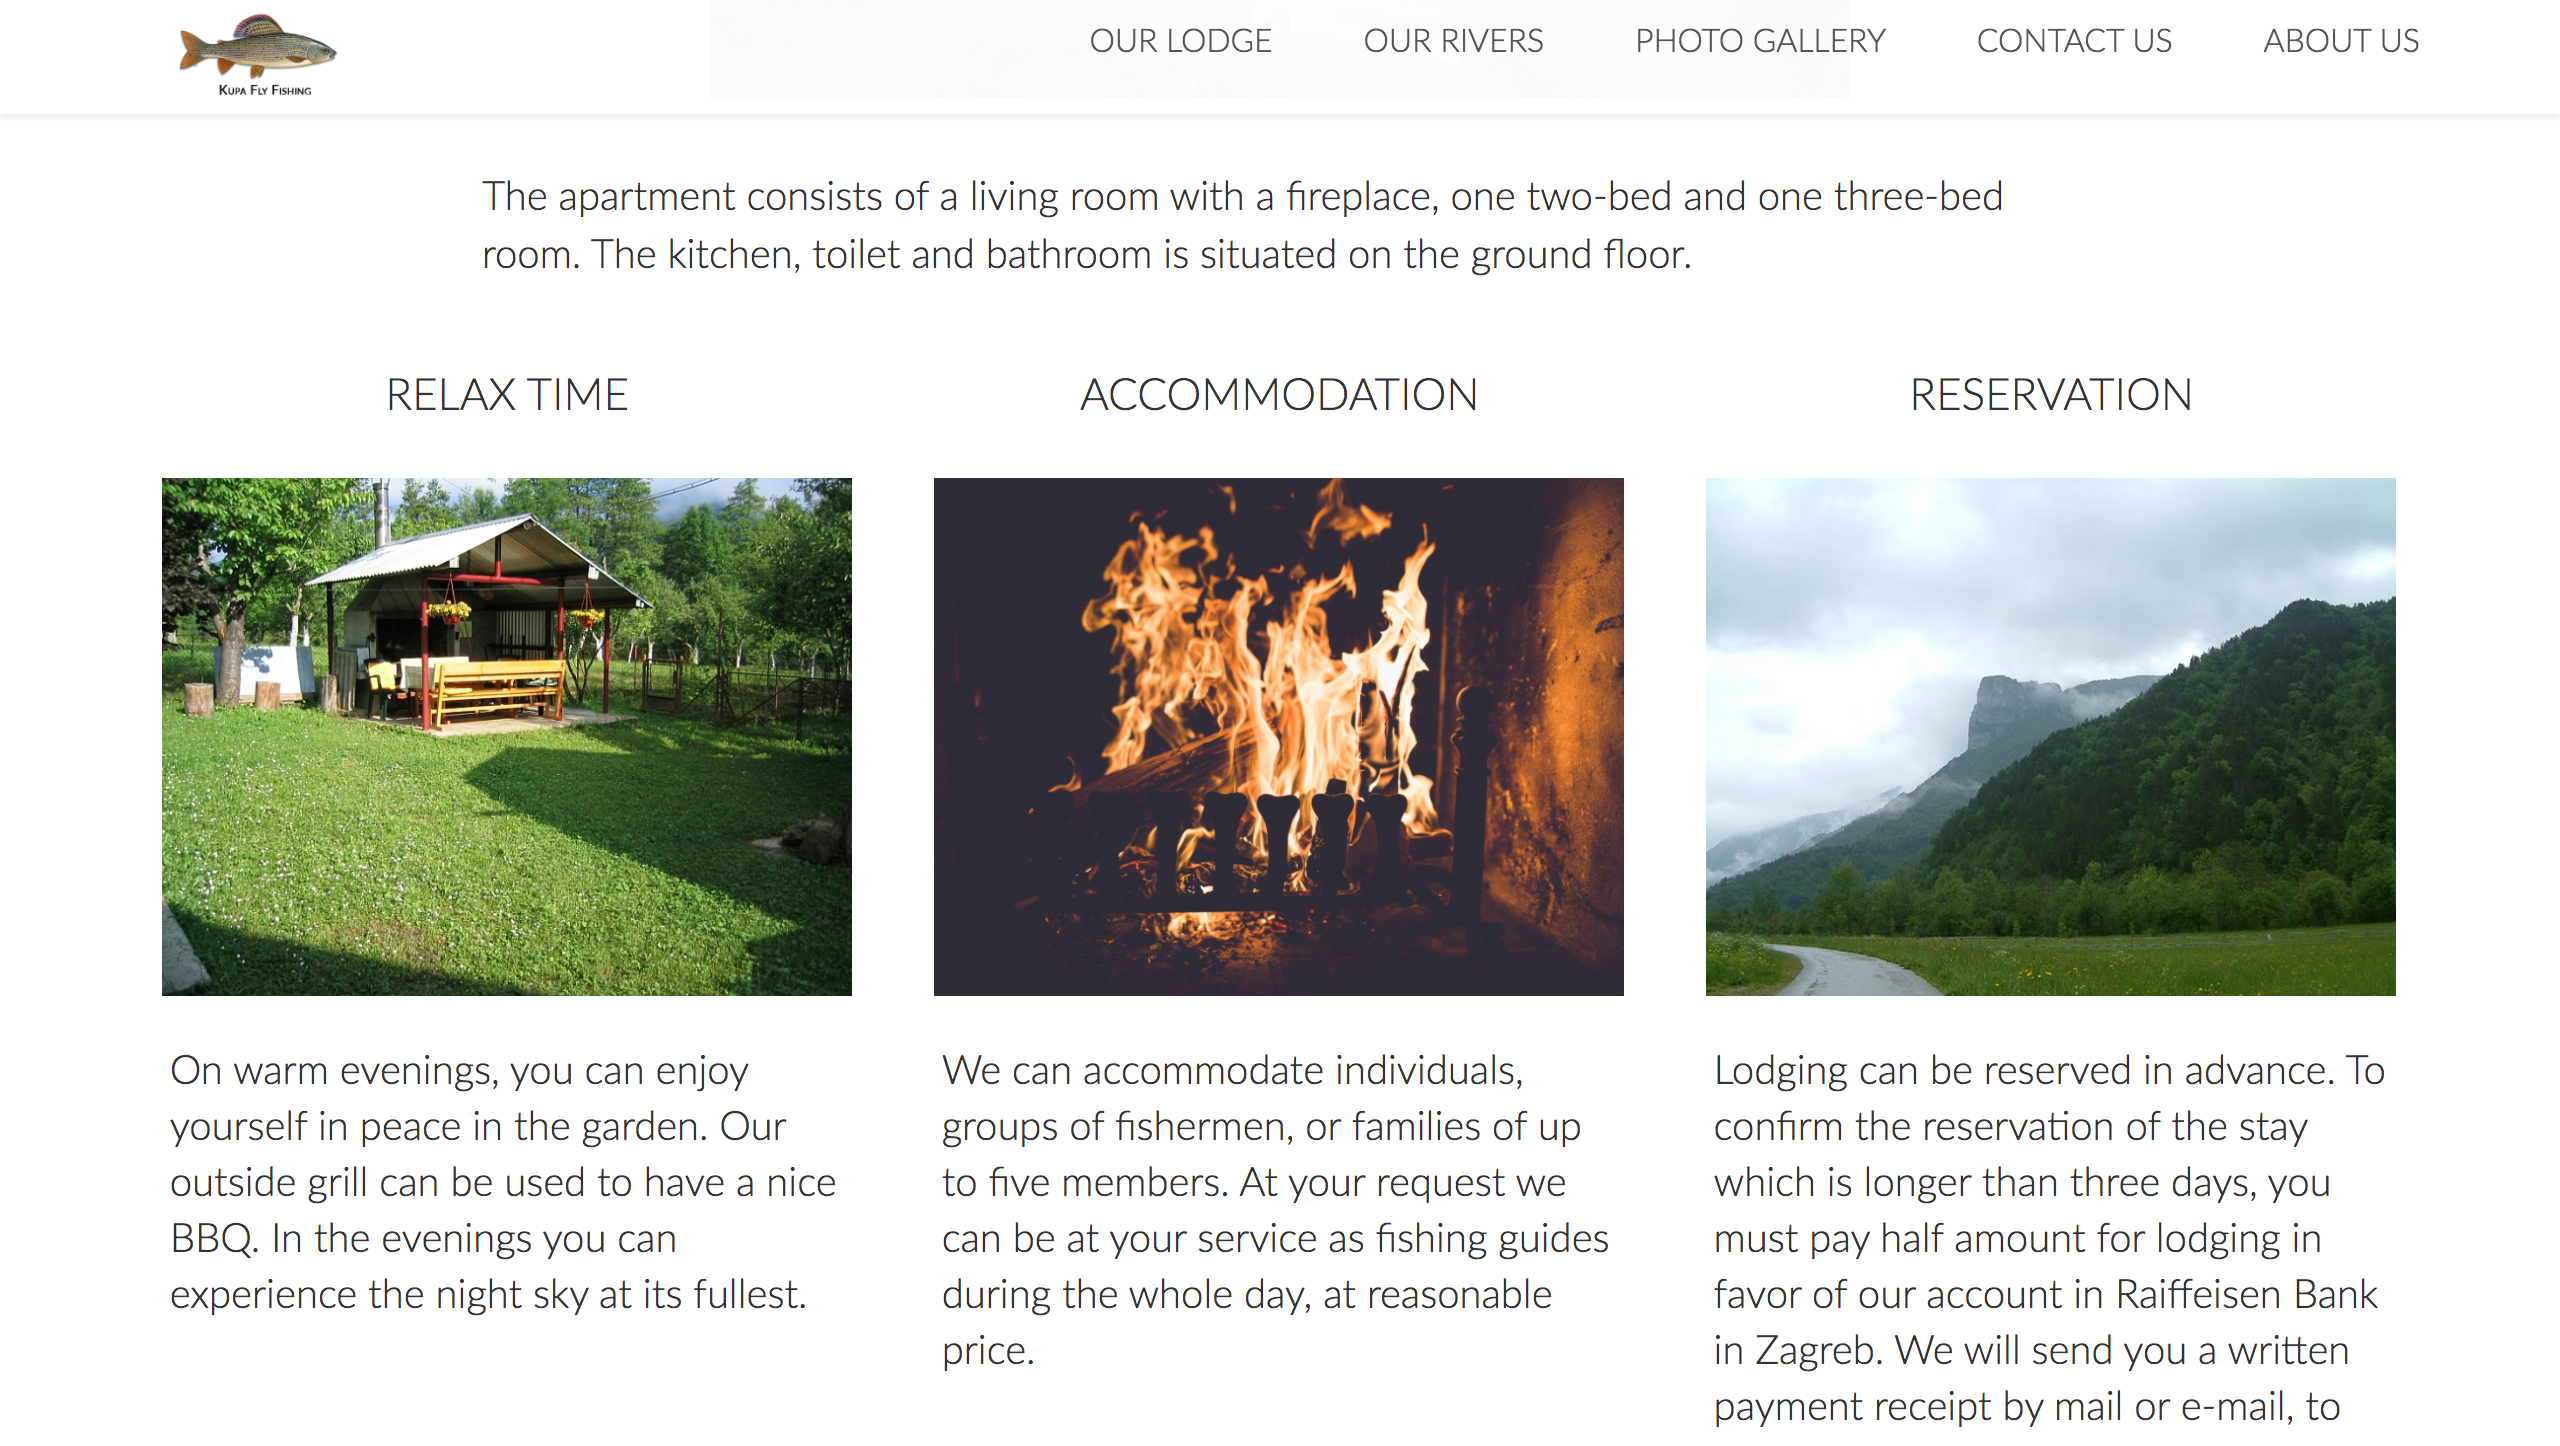 KUPA FLY FISHING
OUR LODGE
OUR RIVERS
PHOTO GALLERY
CONTACT US
ABOUT US
The apartment consists of a living room with a fireplace, one two-bed and one three-bed
room. The kitchen, toilet and bathroom is situated on the ground floor.
RELAX TIME
On warm evenings, you can enjoy
yourself in peace in the garden. Our
outside grill can be used to have a nice
BBQ. In the evenings you can
experience the night sky at its fullest.
ACCOMMODATION
We can accommodate individuals,
groups of fishermen, or families of up
to five members. At your request we
can be at your service as fishing guides
during the whole day, at reasonable
price.
RESERVATION
Lodging can be reserved in advance. To
confirm the reservation of the stay
which is longer than three days, you
must pay half amount for lodging in
favor of our account in Raiffeisen Bank
in Zagreb. We will send you a written
payment receipt by mail or e-mail, to